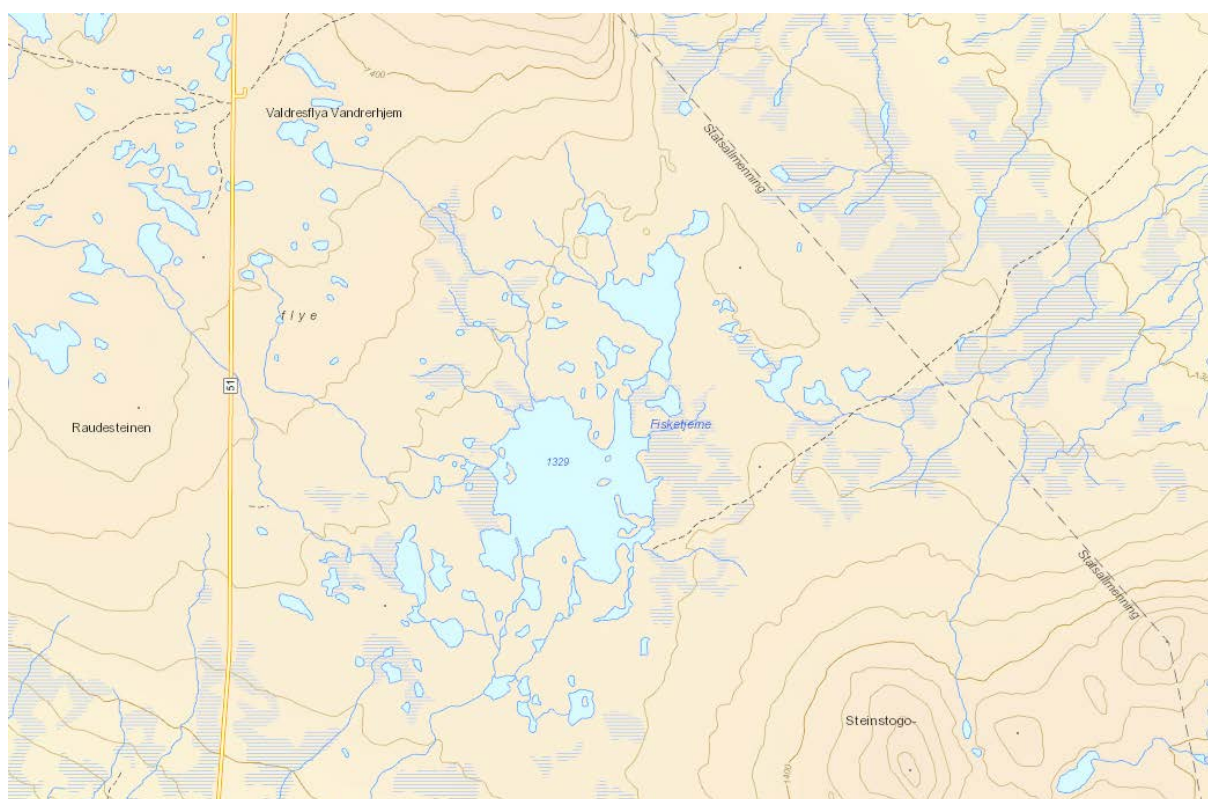 1400
Valdresflya Vandrerhjem
Statsallmenning
flye
51
Raudesteinen
Fisketjerne
1329
Statsallmenning
Steinstogo-
1400